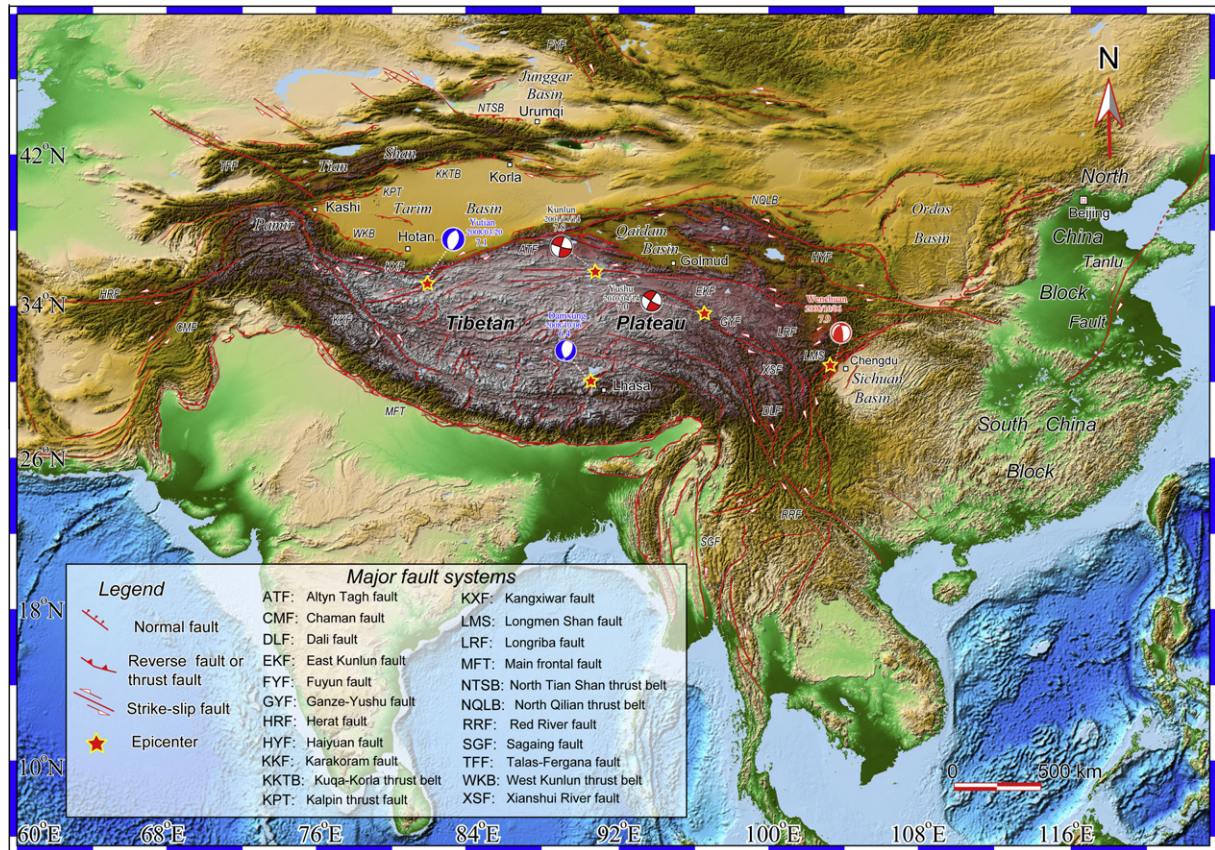 FYF
Junggar
Basin
NTSB
Urumqi
N
42°N
TFF
Tian
Shan
KKTB
Korla
KPT
Kashi
Tarim
Basin
NQLB
Ordos
Basin
North
Beijing
China
Block
Tanlu
Fault
Pamir
WKB
Hotan
Yutian
2008/03/20
7.1
Kunlun
7.8
ATF
Qaidam
Basin
Golmud
HYF
KXF
HRF
34°N
CMF
KKF
Tibetan
Plateau
Yushu
EKF
GYF
Damxung
Wenchuan
LRF
LMS
Chengdu
Sichuan
Basin
XSF
DLF
Lhasa
MFT
26°N
South China
Block
RRF
SGF
18°N
10°N
Legend
Normal fault
Reverse fault or
thrust fault
Strike-slip fault
Epicenter
Major fault systems
ATF: Altyn Tagh fault
CMF: Chaman fault
DLF: Dali fault
EKF: East Kunlun fault
FYF: Fuyun fault
GYF: Ganze-Yushu fault
HRF: Herat fault
HYF: Haiyuan fault
KKF: Karakoram fault
KKTB: Kuqa-Korla thrust belt
KPT: Kalpin thrust fault
KXF: Kangxiwar fault
LMS: Longmen Shan fault
LRF: Longriba fault
MFT: Main frontal fault
NTSB: North Tian Shan thrust belt
NQLB: North Qilian thrust belt
RRF: Red River fault
SGF: Sagaing fault
TFF: Talas-Fergana fault
WKB: West Kunlun thrust belt
XSF: Xianshui River fault
0 500 km
60°E 68°E 76°E 84°E 92°E 100°E 108°E 116°E